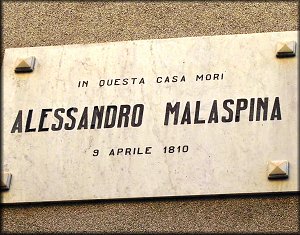 IN QUESTA CASA MORI'
ALESSANDRO MALASPINA
9 APRILE 1810